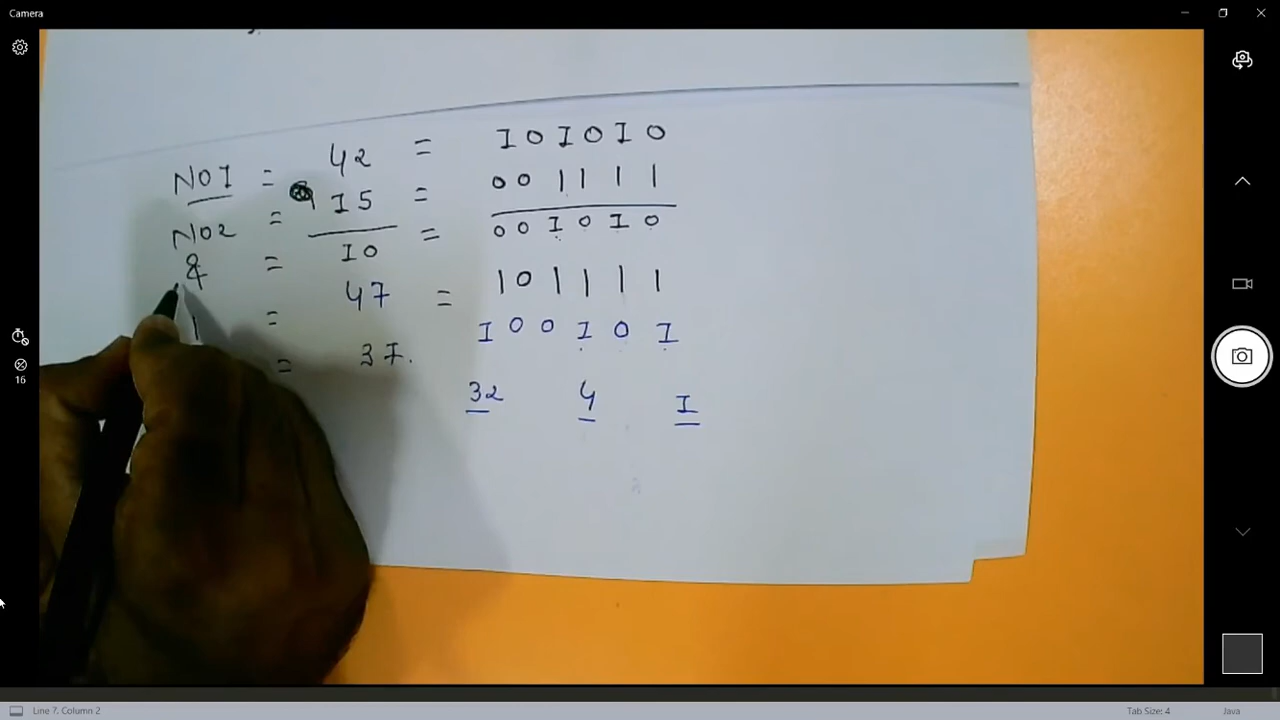 Camera
NO1 = 42 = 101010
NO2 = 15 = 001111
& = 10 = 001010
| = 47 = 101111
= 37. 100101
32 4 1
16
Line 7, Column 2
Tab Size: 4
Java